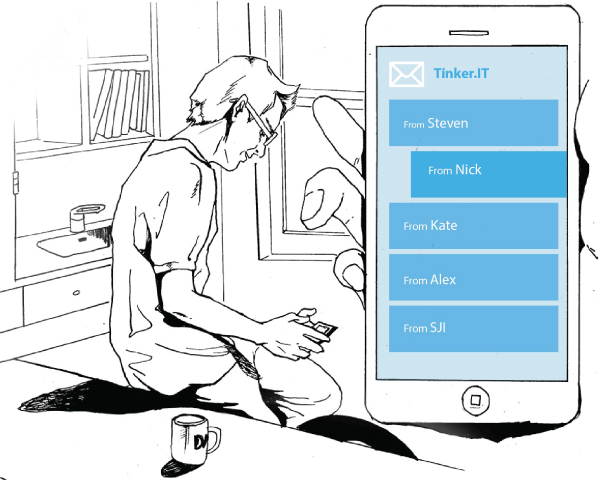 Tinker.IT
From Steven
From Nick
From Kate
From Alex
From SJI